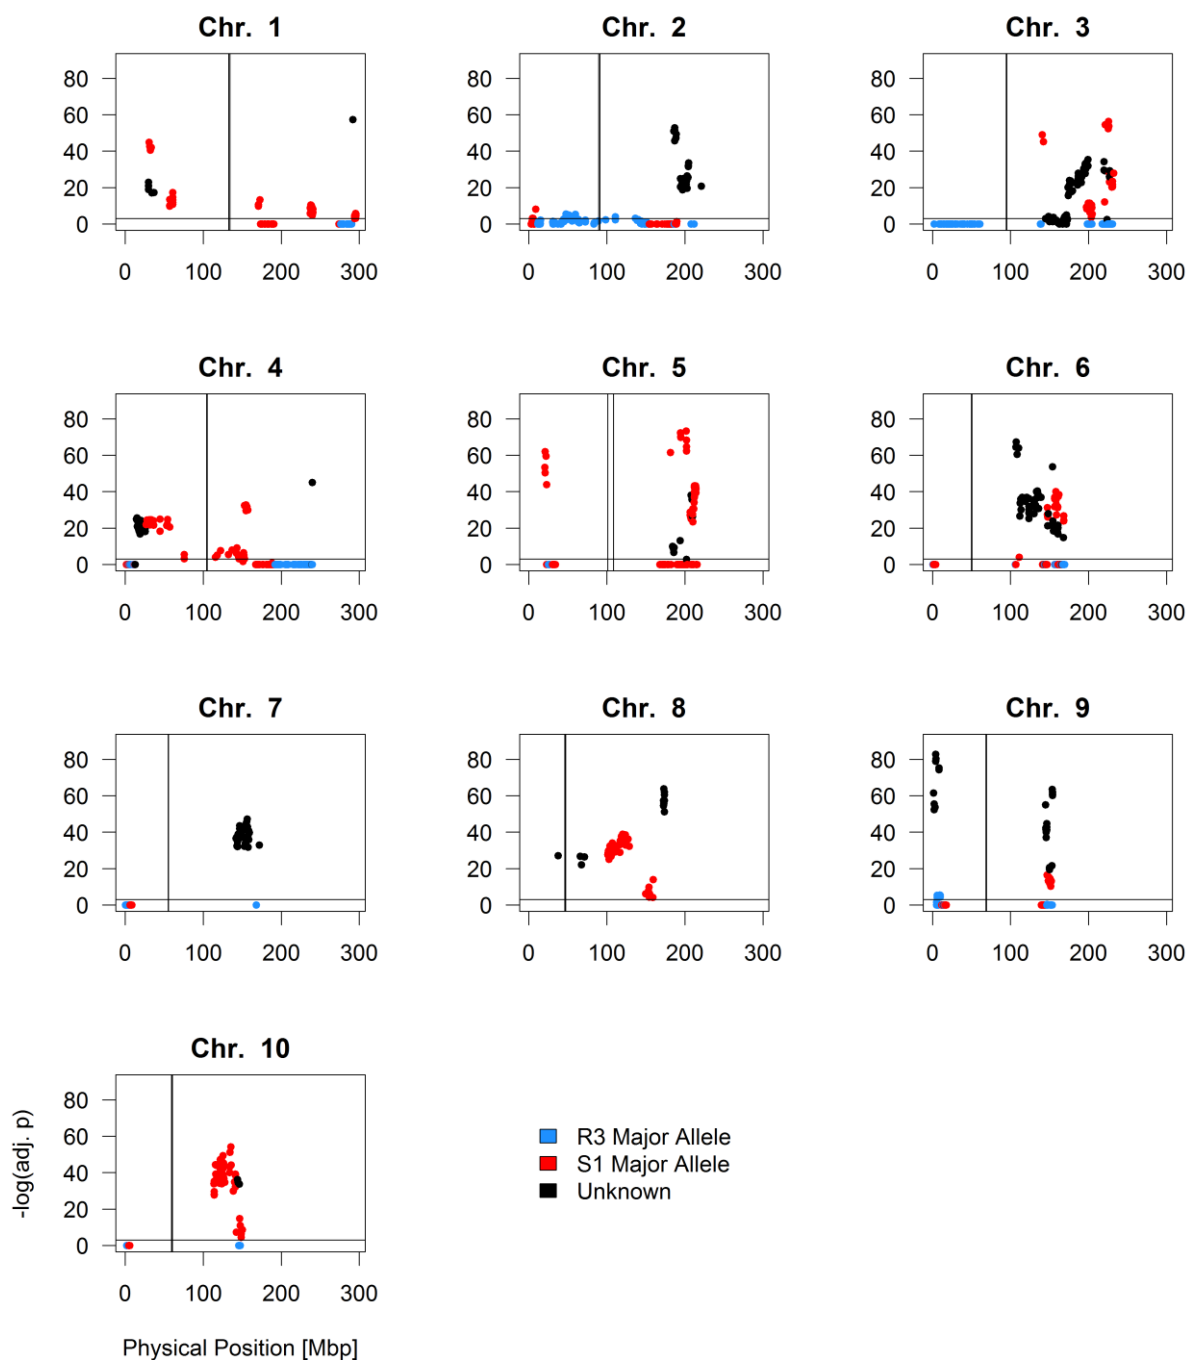 Chr. 1
80
60
40
20
0
0 100 200 300
Chr. 2
80
60
40
20
0
0 100 200 300
Chr. 3
80
60
40
20
0
0 100 200 300
Chr. 4
80
60
40
20
0
0 100 200 300
Chr. 5
80
60
40
20
0
0 100 200 300
Chr. 6
80
60
40
20
0
0 100 200 300
Chr. 7
80
60
40
20
0
0 100 200 300
Chr. 8
80
60
40
20
0
0 100 200 300
Chr. 9
80
60
40
20
0
0 100 200 300
Chr. 10
-log(adj. p)
80
60
40
20
0
0 100 200 300
Physical Position [Mbp]
R3 Major Allele
S1 Major Allele
Unknown